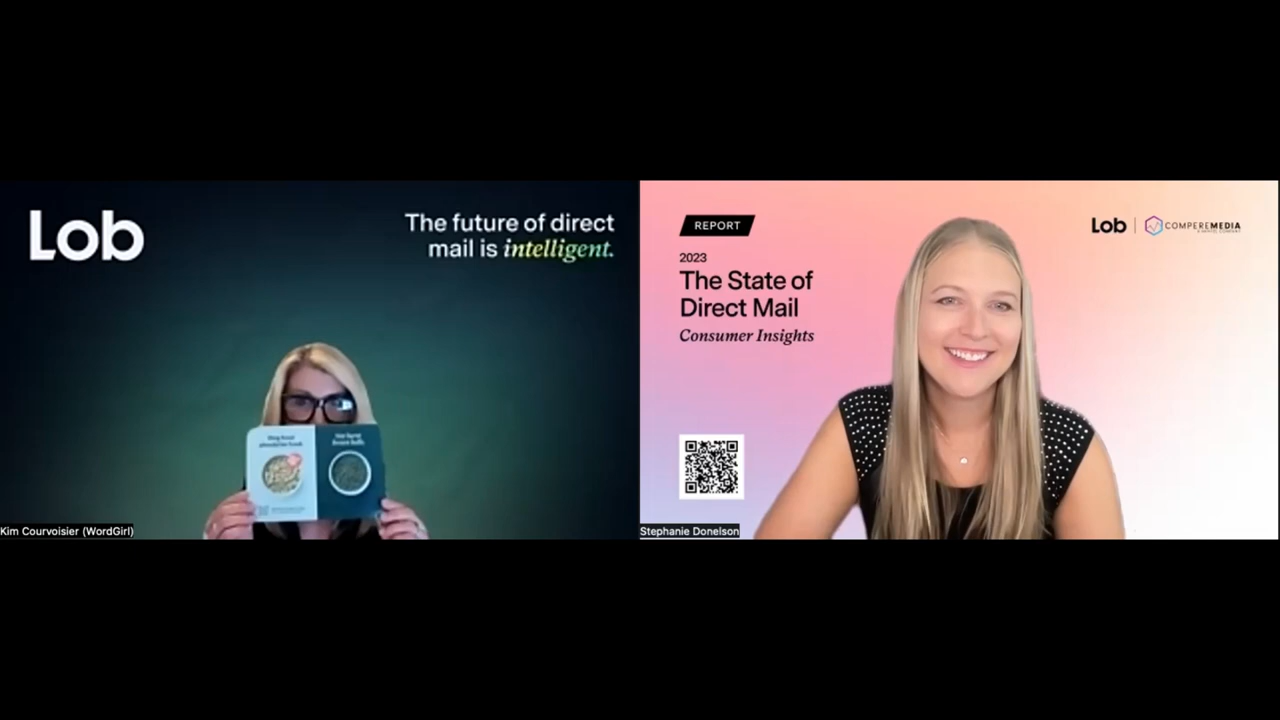 Lob
The future of direct
mail is intelligent.
Kim Courvoisier (WordGirl)
REPORT
2023
The State of
Direct Mail
Consumer Insights
Lob
COMPEREMEDIA
Stephanie Donelson